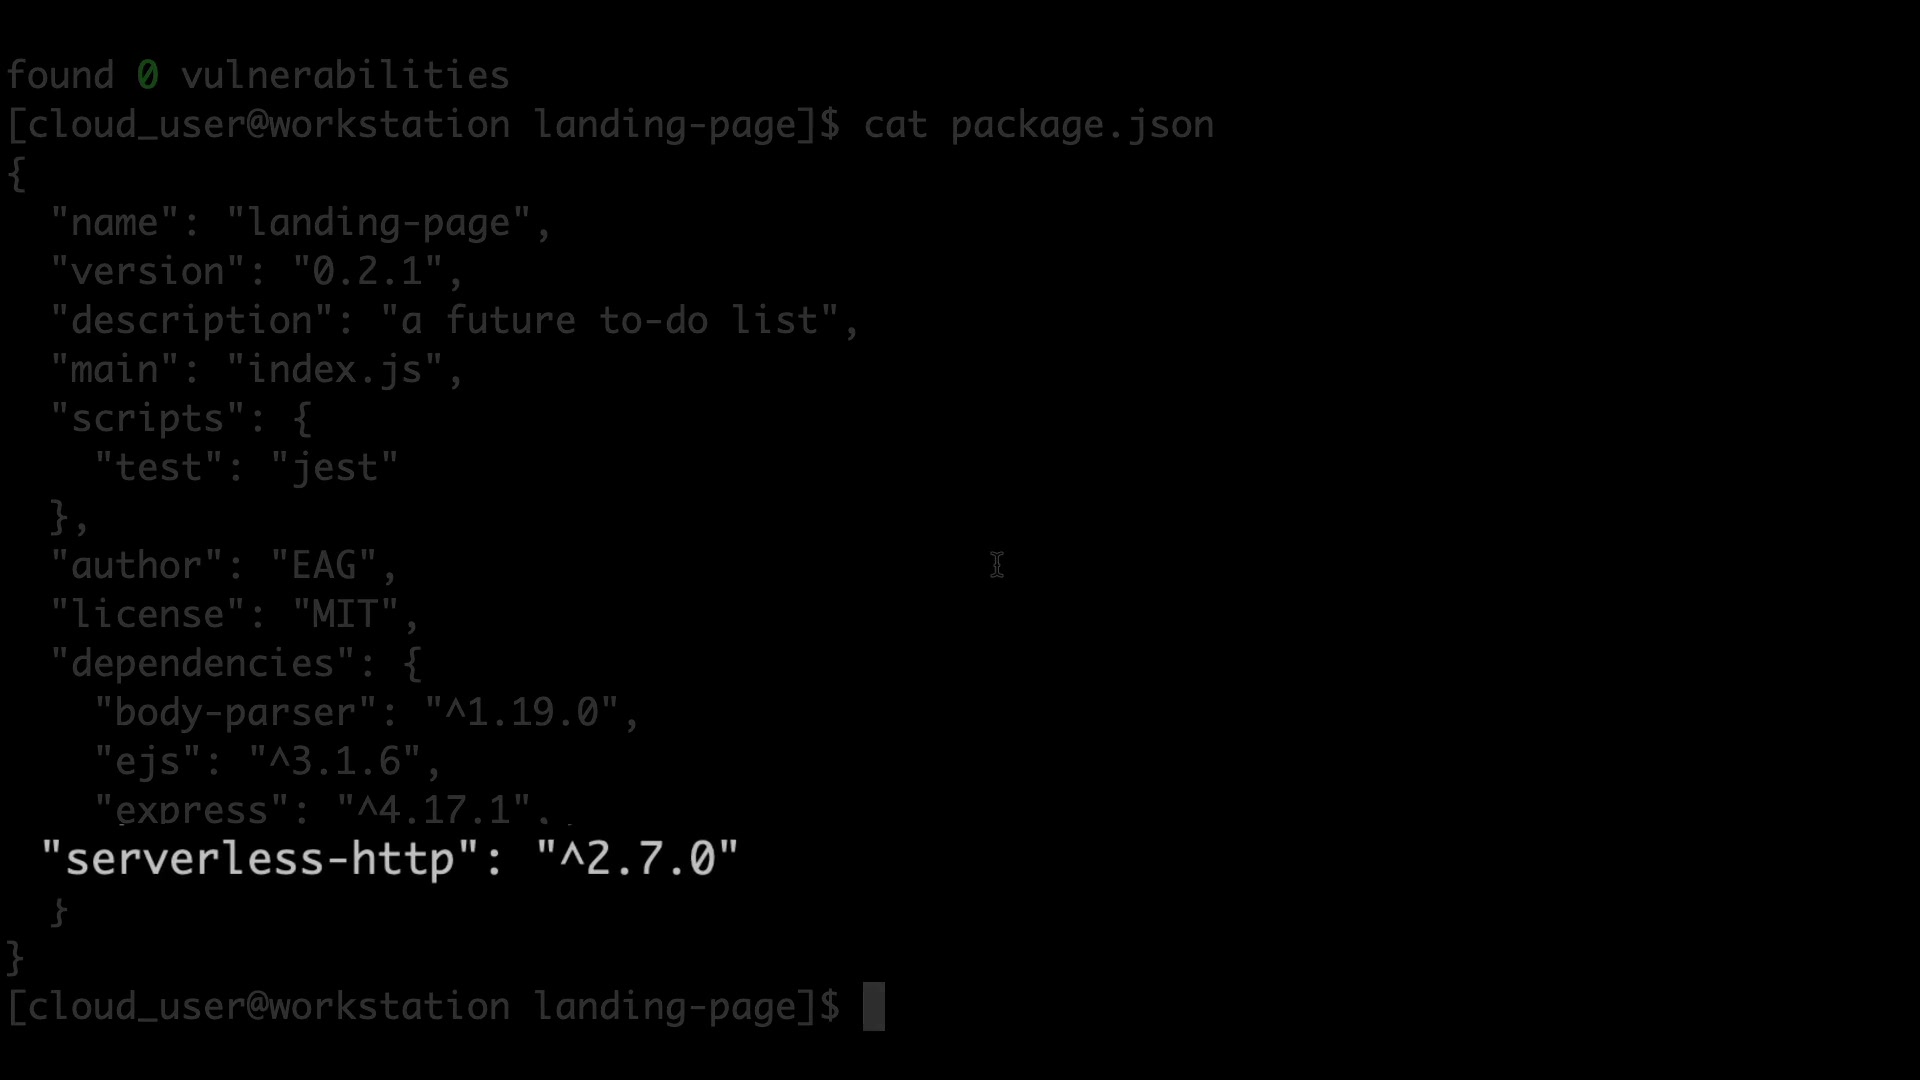 found 0 vulnerabilities
[cloud_user@workstation landing-page]$ cat package.json
{
  "name": "landing-page",
  "version": "0.2.1",
  "description": "a future to-do list",
  "main": "index.js",
  "scripts": {
    "test": "jest"
  },
  "author": "EAG",
  "license": "MIT",
  "dependencies": {
    "body-parser": "^1.19.0",
    "ejs": "^3.1.6",
    "express": "^4.17.1",
    "serverless-http": "^2.7.0"
  }
}
[cloud_user@workstation landing-page]$